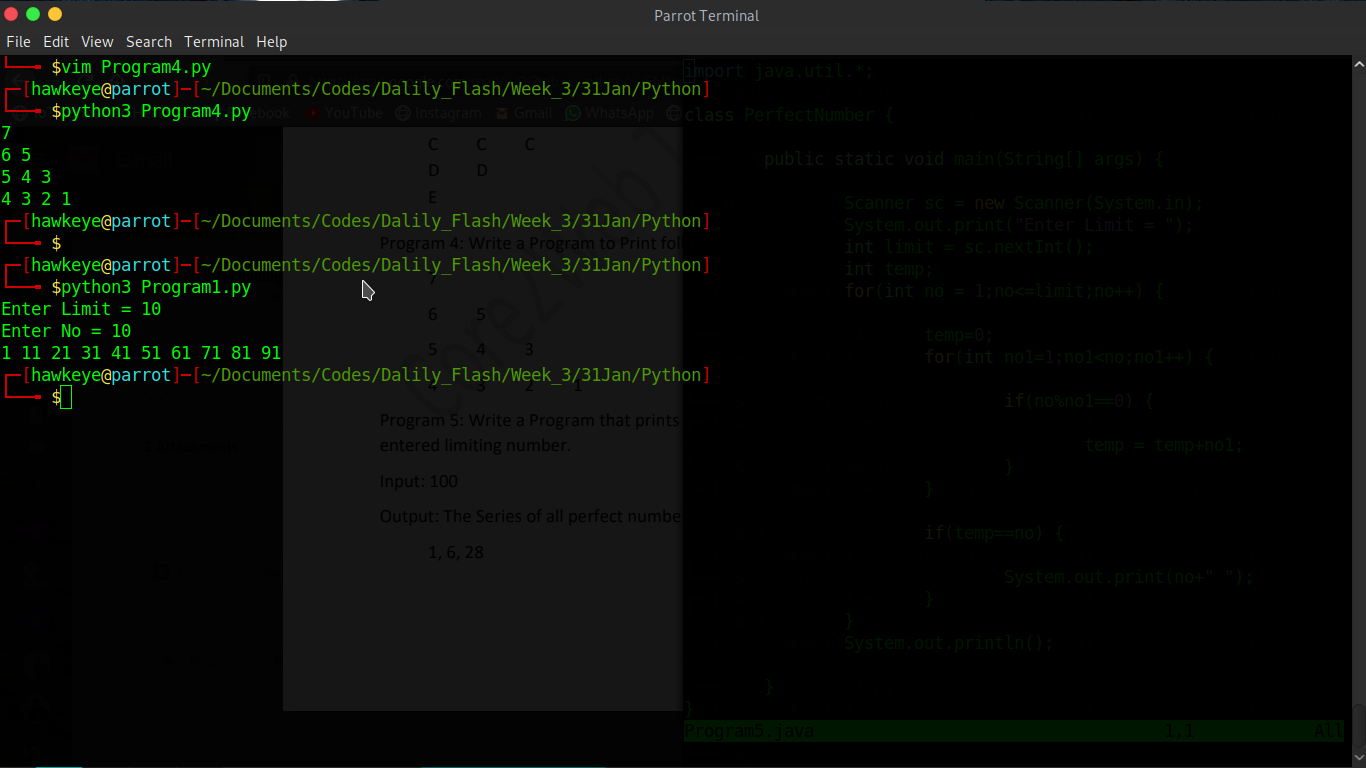 Parrot Terminal
File Edit View Search Terminal Help
$vim Program4.py
[hawkeye@parrot]─[~/Documents/Codes/Dalily_Flash/Week_3/31Jan/Python]
$python3 Program4.py
7
6 5
5 4 3
4 3 2 1
[hawkeye@parrot]─[~/Documents/Codes/Dalily_Flash/Week_3/31Jan/Python]
$
[hawkeye@parrot]─[~/Documents/Codes/Dalily_Flash/Week_3/31Jan/Python]
$python3 Program1.py
Enter Limit = 10
Enter No = 10
1 11 21 31 41 51 61 71 81 91
[hawkeye@parrot]─[~/Documents/Codes/Dalily_Flash/Week_3/31Jan/Python]
$
YouTube Instagram Gmail WhatsApp
C C C
D D
E
Program 4: Write a Program to Print
7
6 5
5 4 3
4 3 2 1
Program 5: Write a Program that prints
entered limiting number.
Input: 100
Output: The Series of all perfect
1, 6, 28
import java.util.*;
class PerfectNumber {
public static void main(String[] args) {
Scanner sc = new Scanner(System.in);
System.out.print("Enter Limit = ");
int limit = sc.nextInt();
int temp;
for(int no = 1;no<=limit;no++) {
temp=0;
for(int no1=1;no1<no;no1++) {
if(no%no1==0) {
temp = temp+no1;
}
}
if(temp==no) {
System.out.print(no+" ");
}
}
System.out.println();
}
}
Program5.java 1,1 All